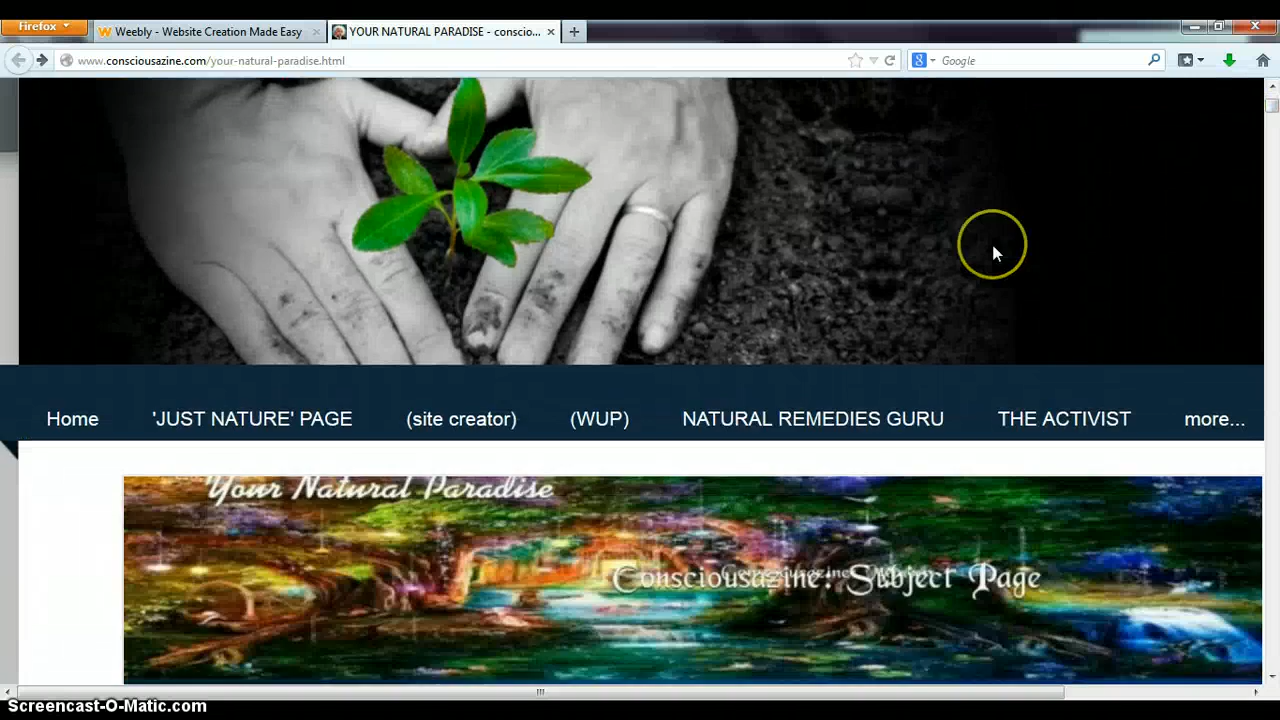 Firefox
Weebly - Website Creation Made Easy
YOUR NATURAL PARADISE - conscio...
www.consciousazine.com/your-natural-paradise.html
Google
Home 'JUST NATURE' PAGE (site creator) (WUP) NATURAL REMEDIES GURU THE ACTIVIST more...
Your Natural Paradise
Consciousazine: Subject Page
Screencast-O-Matic.com